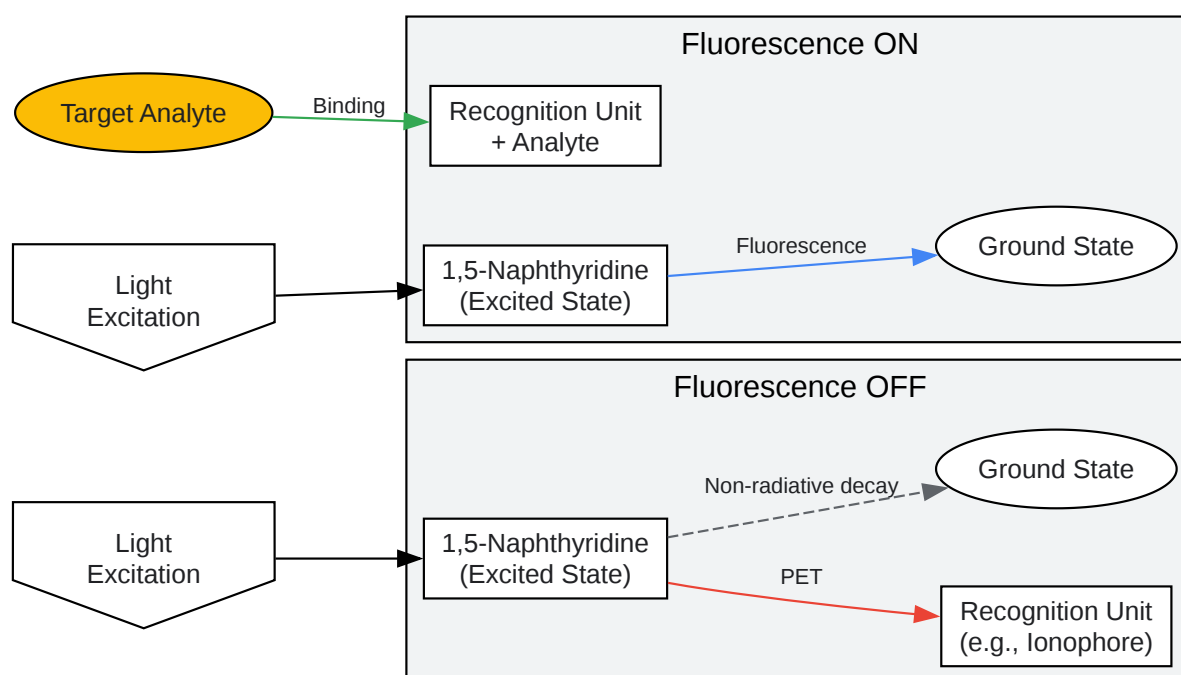 Fluorescence ON
Target Analyte
Binding
Recognition Unit
+ Analyte
Light
Excitation
1,5-Naphthyridine
(Excited State)
Fluorescence
Ground State
Fluorescence OFF
Light
Excitation
1,5-Naphthyridine
(Excited State)
Non-radiative decay
Ground State
PET
Recognition Unit
(e.g., Ionophore)